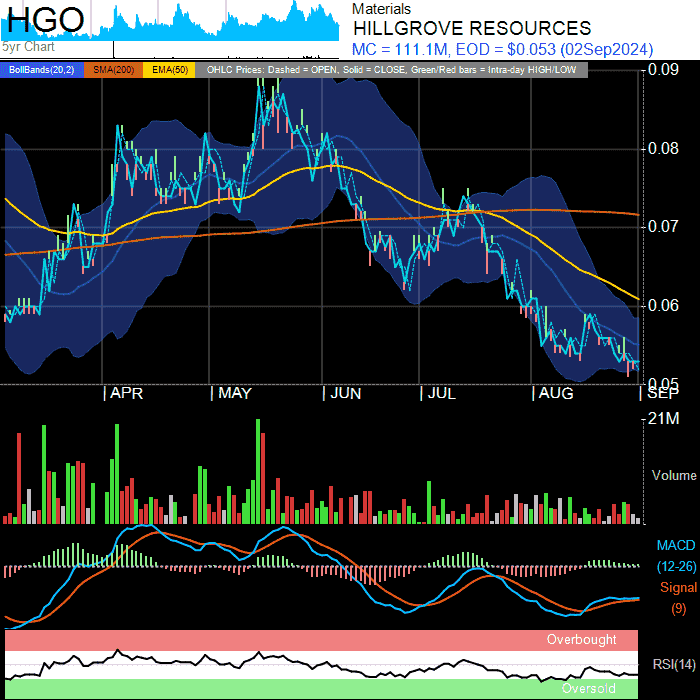 HGO
5yr Chart
Materials
HILLGROVE RESOURCES
MC = 111.1M, EOD = $0.053 (02Sep2024)
BollBands(20,2) SMA(200) EMA(50) OHLC Prices: Dashed = OPEN, Solid = CLOSE, Green/Red bars = Intra-day HIGH/LOW
0.09
0.08
0.07
0.06
0.05
APR MAY JUN JUL AUG SEP
21M
Volume
MACD
(12-26)
Signal
(9)
Overbought
RSI(14)
Oversold